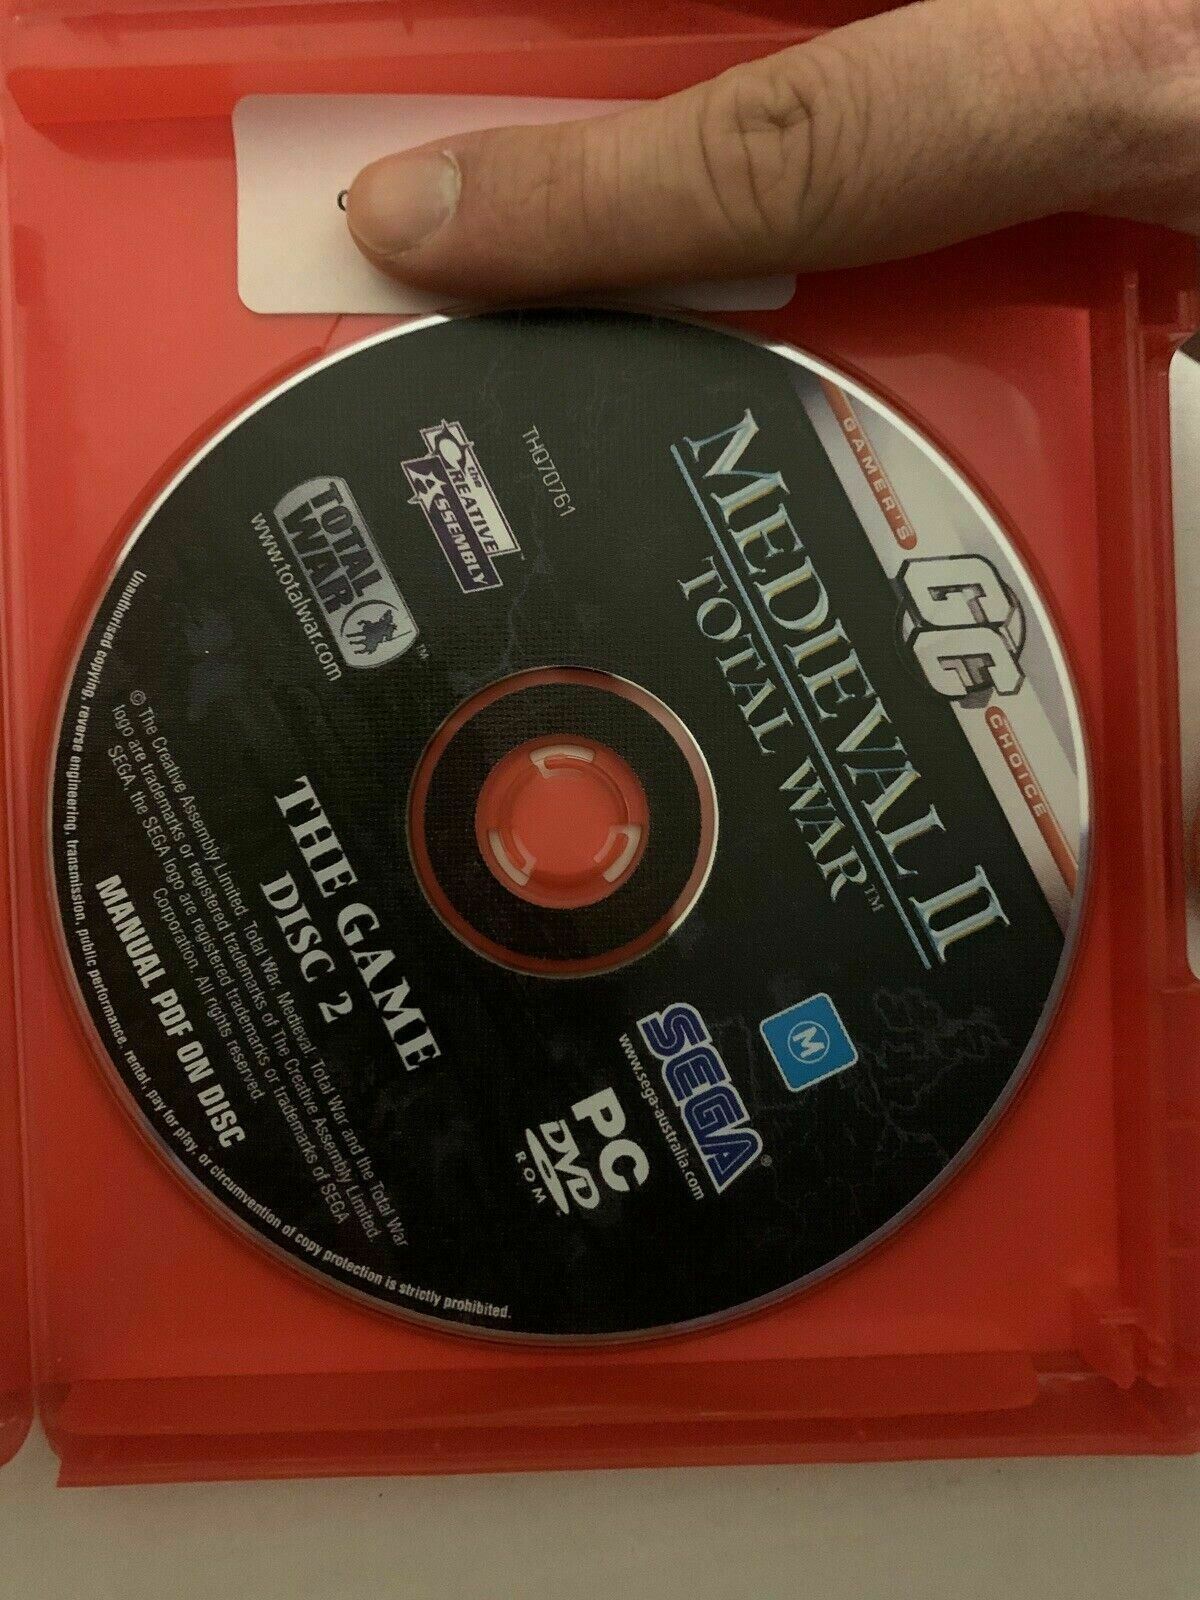 GAMER'S
GC
CHOICE
MEDIEVAL II
TOTAL WAR™
THQ70761
the
CREATIVE
ASSEMBLY™
TOTAL
WAR™
www.totalwar.com
M
SEGA®
www.sega-australia.com
PC
DVD
ROM
THE GAME
DISC 2
© The Creative Assembly Limited. Total War, Medieval: Total War and the Total War
logo are trademarks or registered trademarks of The Creative Assembly Limited.
SEGA, the SEGA logo are registered trademarks or trademarks of SEGA
Corporation. All rights reserved.
MANUAL PDF ON DISC
Unauthorised copying, reverse engineering, transmission, public performance, rental, pay for play, or circumvention of copy protection is strictly prohibited.